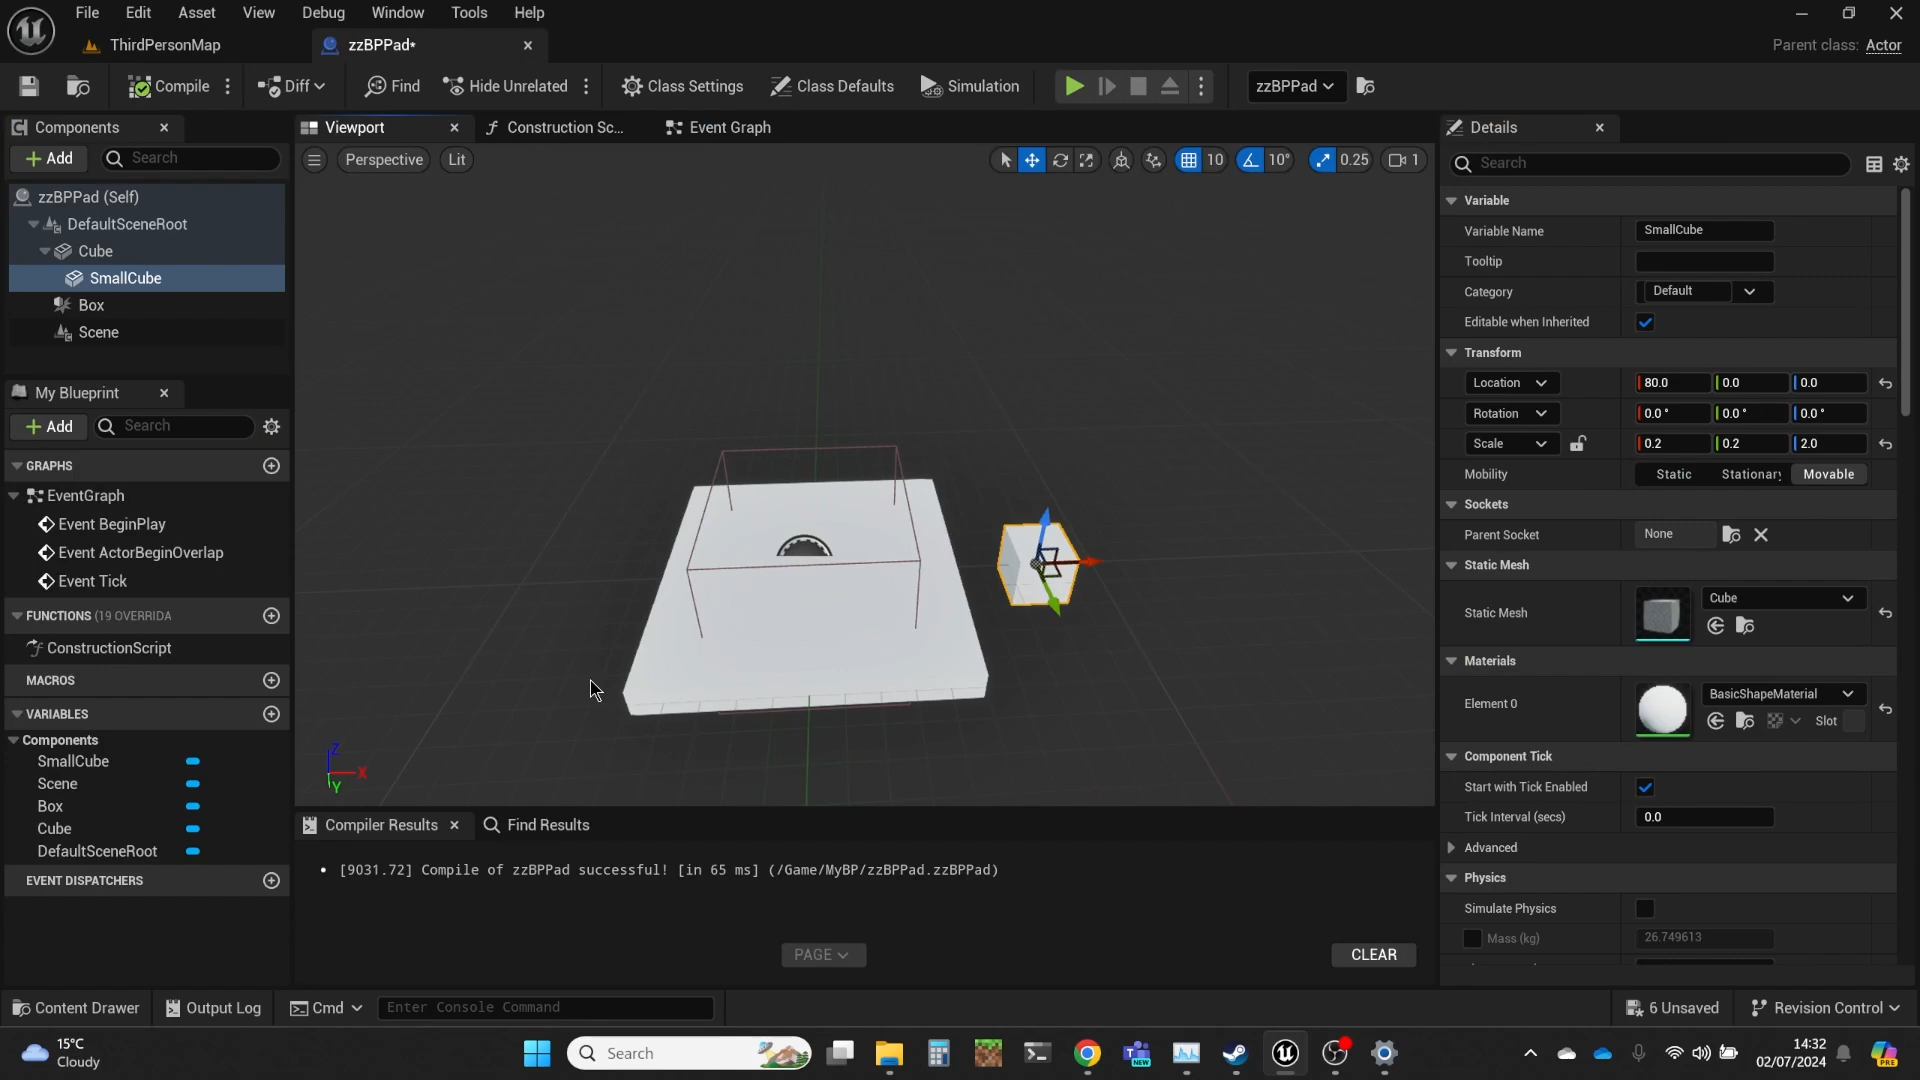 File Edit Asset View Debug Window Tools Help
ThirdPersonMap
zzBPPad*
Parent class: Actor
Compile
Diff
Find
Hide Unrelated
Class Settings
Class Defaults
Simulation
zzBPPad
Components
Add
Search
zzBPPad (Self)
DefaultSceneRoot
Cube
SmallCube
Box
Scene
My Blueprint
Add
Search
GRAPHS
EventGraph
Event BeginPlay
Event ActorBeginOverlap
Event Tick
FUNCTIONS (19 OVERRIDA
ConstructionScript
MACROS
VARIABLES
Components
SmallCube
Scene
Box
Cube
DefaultSceneRoot
EVENT DISPATCHERS
Viewport
Construction Sc...
Event Graph
Perspective
Lit
10
10°
0.25
1
Z
X
Y
Compiler Results
Find Results
• [9031.72] Compile of zzBPPad successful! [in 65 ms] (/Game/MyBP/zzBPPad.zzBPPad)
PAGE
CLEAR
Details
Search
Variable
Variable Name SmallCube
Tooltip
Category Default
Editable when Inherited
Transform
Location 80.0 0.0 0.0
Rotation 0.0° 0.0° 0.0°
Scale 0.2 0.2 2.0
Mobility Static Stationary Movable
Sockets
Parent Socket None
Static Mesh
Static Mesh Cube
Materials
Element 0 BasicShapeMaterial
Slot
Component Tick
Start with Tick Enabled
Tick Interval (secs) 0.0
Advanced
Physics
Simulate Physics
Mass (kg) 26.749613
Content Drawer
Output Log
Cmd
Enter Console Command
6 Unsaved
Revision Control
15°C
Cloudy
Search
NEW
14:32
02/07/2024
PRE